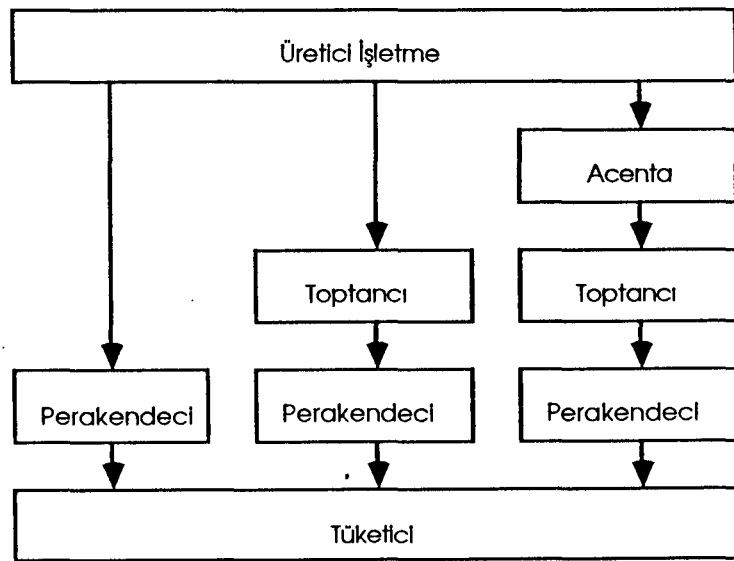 Üretici İşletme
Acenta
Toptancı
Toptancı
Perakendeci
Perakendeci
Perakendeci
Tüketici